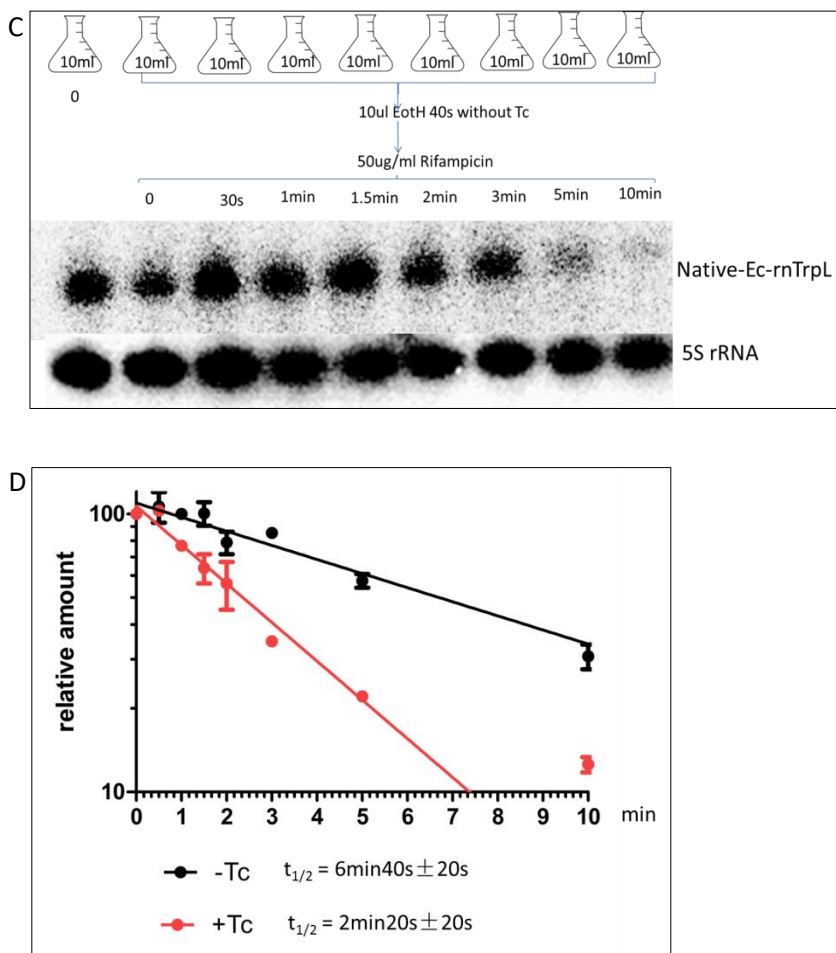 C
10ml 10ml 10ml 10ml 10ml 10ml 10ml 10ml 10ml
0
10ul EotH 40s without Tc
50ug/ml Rifampicin
0 30s 1min 1.5min 2min 3min 5min 10min
Native-Ec-rnTrpL
5S rRNA
D
100
relative amount
10
0 1 2 3 4 5 6 7 8 9 10 min
-Tc t1/2 = 6min40s±20s
+Tc t1/2 = 2min20s±20s